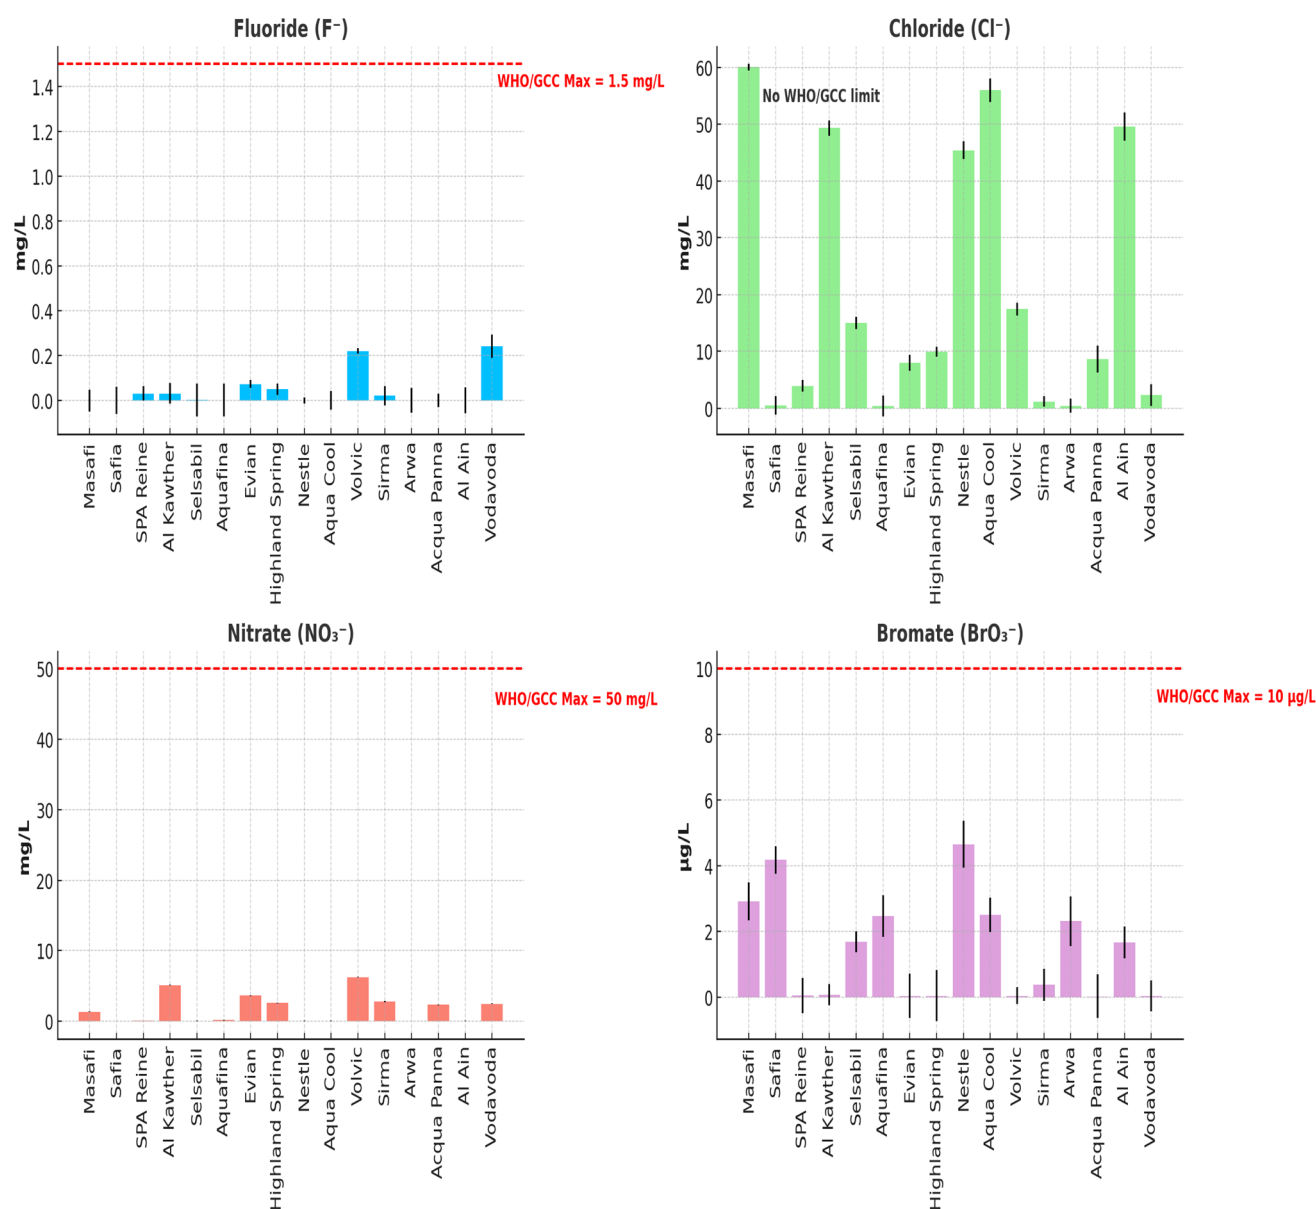 Fluoride (F⁻)
WHO/GCC Max = 1.5 mg/L
mg/L
1.4
1.2
1.0
0.8
0.6
0.4
0.2
0.0
Masafi
Safia
SPA Reine
Al Kawther
Selsabil
Aquafina
Evian
Highland Spring
Nestle
Aqua Cool
Volvic
Sirma
Arwa
Acqua Panna
Al Ain
Vodavoda
Chloride (Cl⁻)
No WHO/GCC limit
mg/L
60
50
40
30
20
10
0
Masafi
Safia
SPA Reine
Al Kawther
Selsabil
Aquafina
Evian
Highland Spring
Nestle
Aqua Cool
Volvic
Sirma
Arwa
Acqua Panna
Al Ain
Vodavoda
Nitrate (NO₃⁻)
WHO/GCC Max = 50 mg/L
mg/L
50
40
30
20
10
0
Masafi
Safia
SPA Reine
Al Kawther
Selsabil
Aquafina
Evian
Highland Spring
Nestle
Aqua Cool
Volvic
Sirma
Arwa
Acqua Panna
Al Ain
Vodavoda
Bromate (BrO₃⁻)
WHO/GCC Max = 10 µg/L
µg/L
10
8
6
4
2
0
Masafi
Safia
SPA Reine
Al Kawther
Selsabil
Aquafina
Evian
Highland Spring
Nestle
Aqua Cool
Volvic
Sirma
Arwa
Acqua Panna
Al Ain
Vodavoda